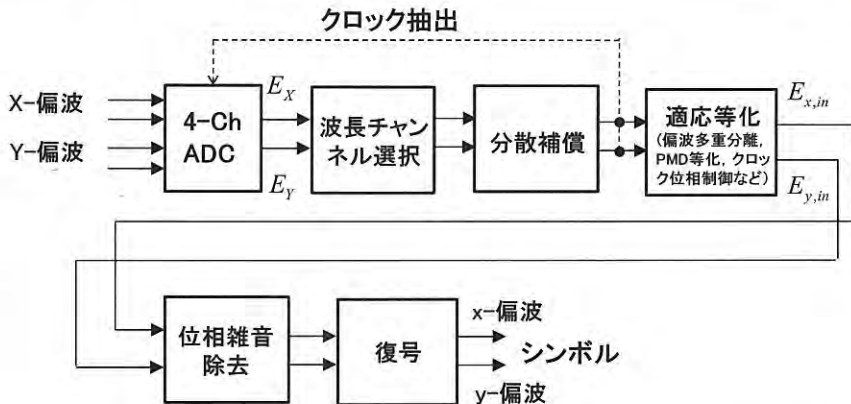 クロック抽出
X-偏波
Y-偏波
4-Ch
ADC
E_X
E_Y
波長チャン
ネル選択
分散補償
適応等化
(偏波多重分離,
PMD等化, クロッ
ク位相制御など)
E_{x,in}
E_{y,in}
位相雑音
除去
復号
x-偏波
シンボル
y-偏波